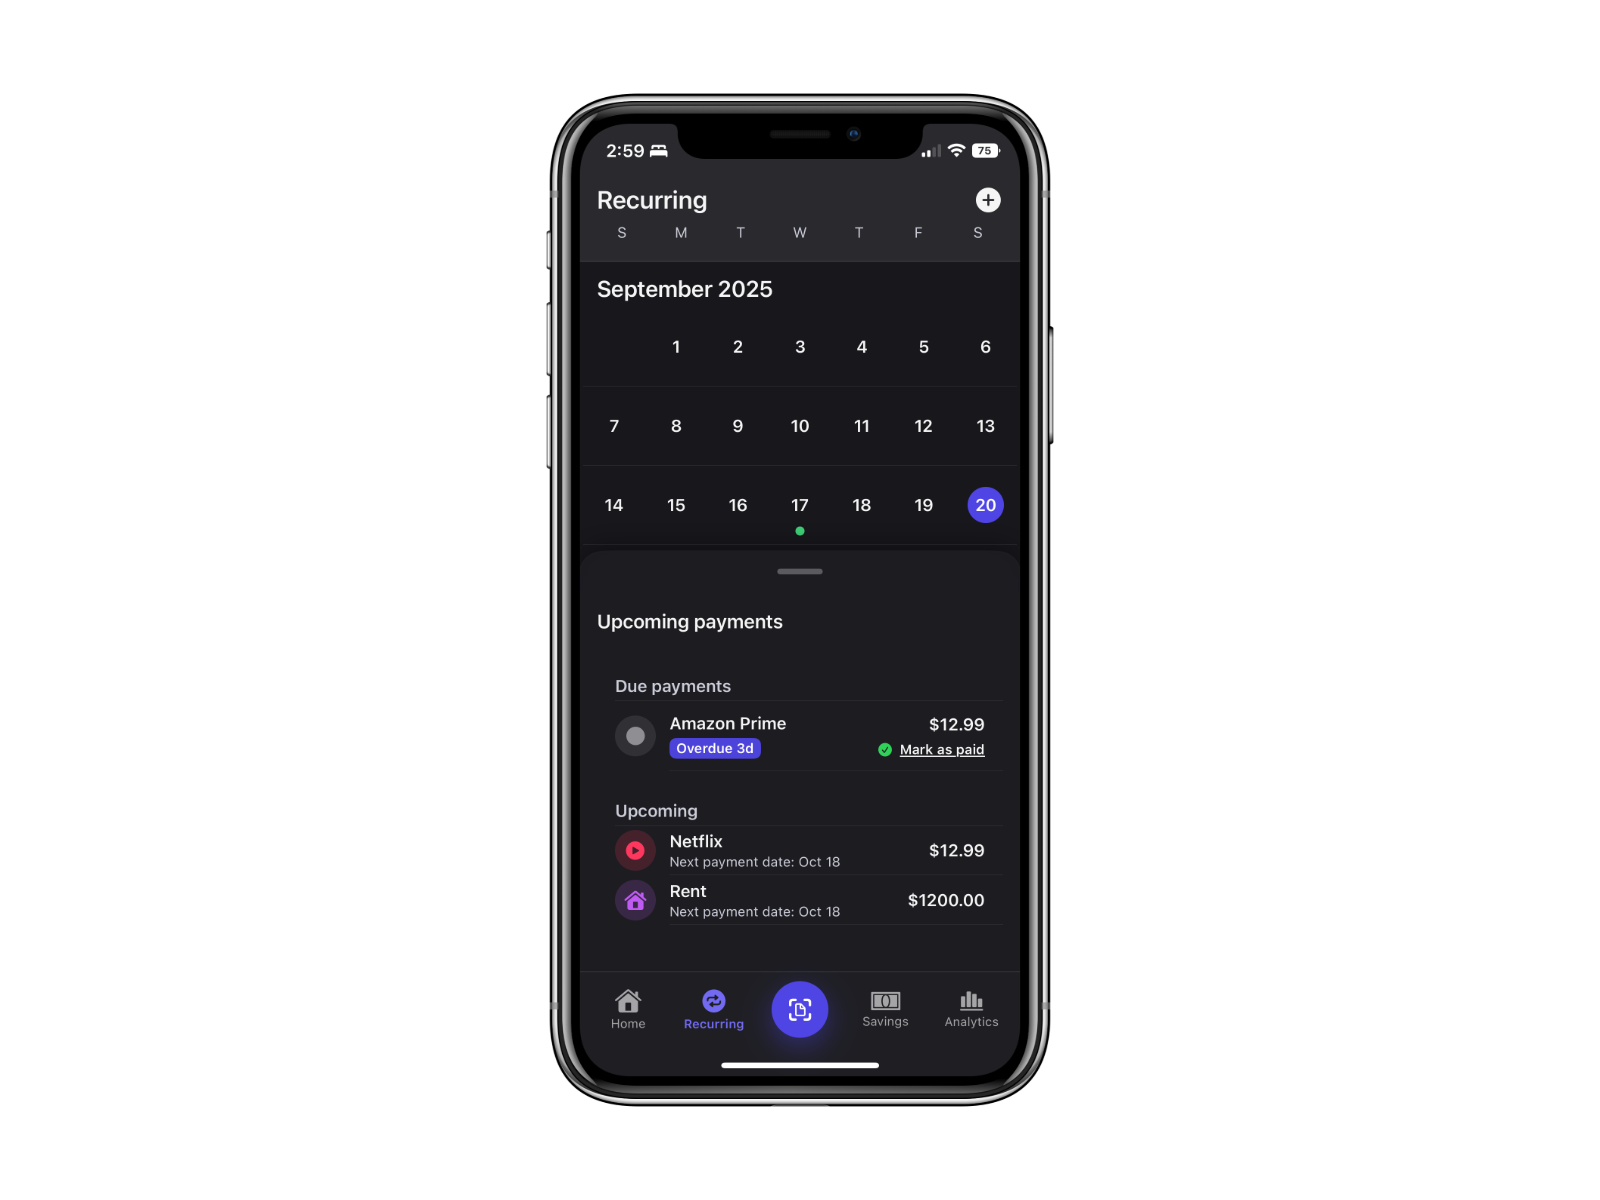 2:59 75
Recurring
S M T W T F S
September 2025
1 2 3 4 5 6
7 8 9 10 11 12 13
14 15 16 17 18 19 20
Upcoming payments
Due payments
Amazon Prime $12.99
Overdue 3d Mark as paid
Upcoming
Netflix
Next payment date: Oct 18 $12.99
Rent
Next payment date: Oct 18 $1200.00
Home Recurring Savings Analytics